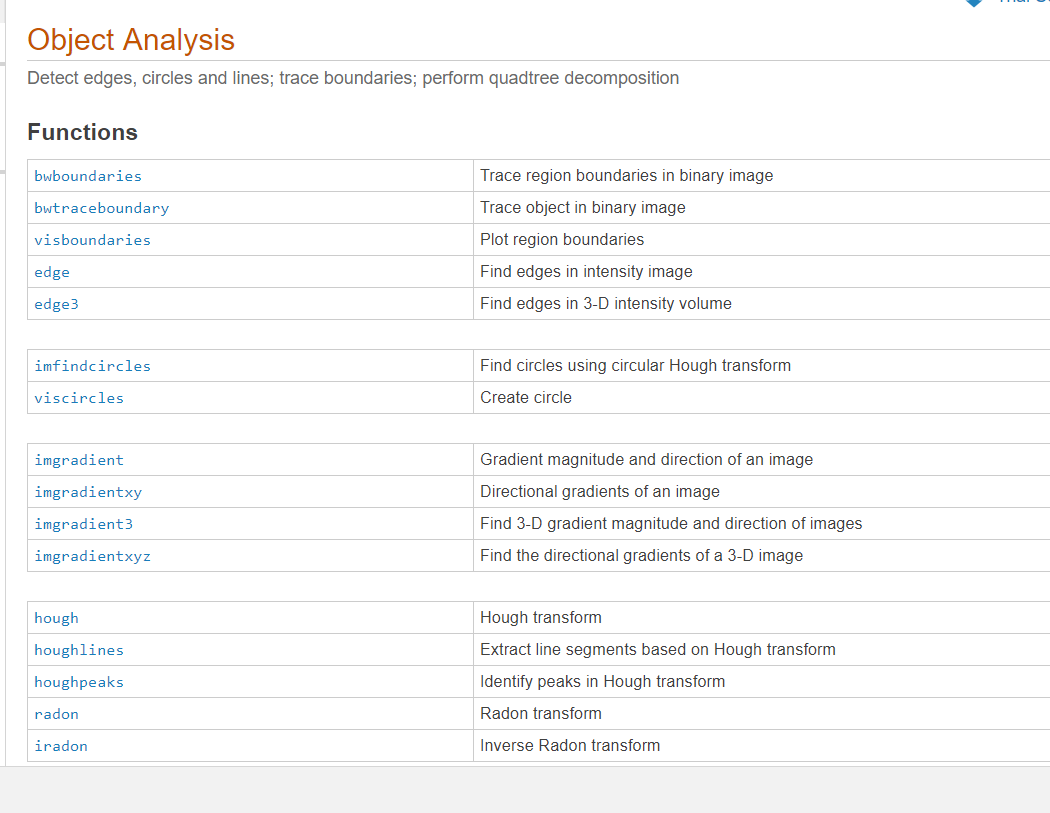 Object Analysis
Detect edges, circles and lines; trace boundaries; perform quadtree decomposition
Functions
bwboundaries Trace region boundaries in binary image
bwtraceboundary Trace object in binary image
visboundaries Plot region boundaries
edge Find edges in intensity image
edge3 Find edges in 3-D intensity volume
imfindcircles Find circles using circular Hough transform
viscircles Create circle
imgradient Gradient magnitude and direction of an image
imgradientxy Directional gradients of an image
imgradient3 Find 3-D gradient magnitude and direction of images
imgradientxyz Find the directional gradients of a 3-D image
hough Hough transform
houghlines Extract line segments based on Hough transform
houghpeaks Identify peaks in Hough transform
radon Radon transform
iradon Inverse Radon transform